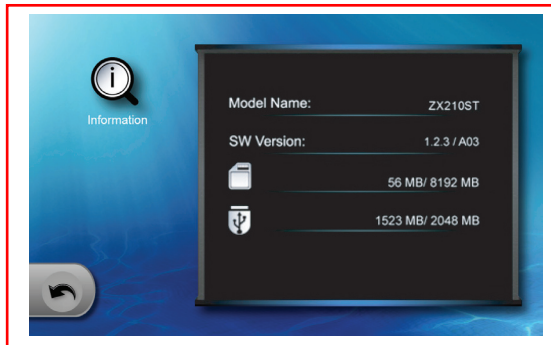 Information
Model Name: ZX210ST
SW Version: 1.2.3 / A03
56 MB/ 8192 MB
1523 MB/ 2048 MB